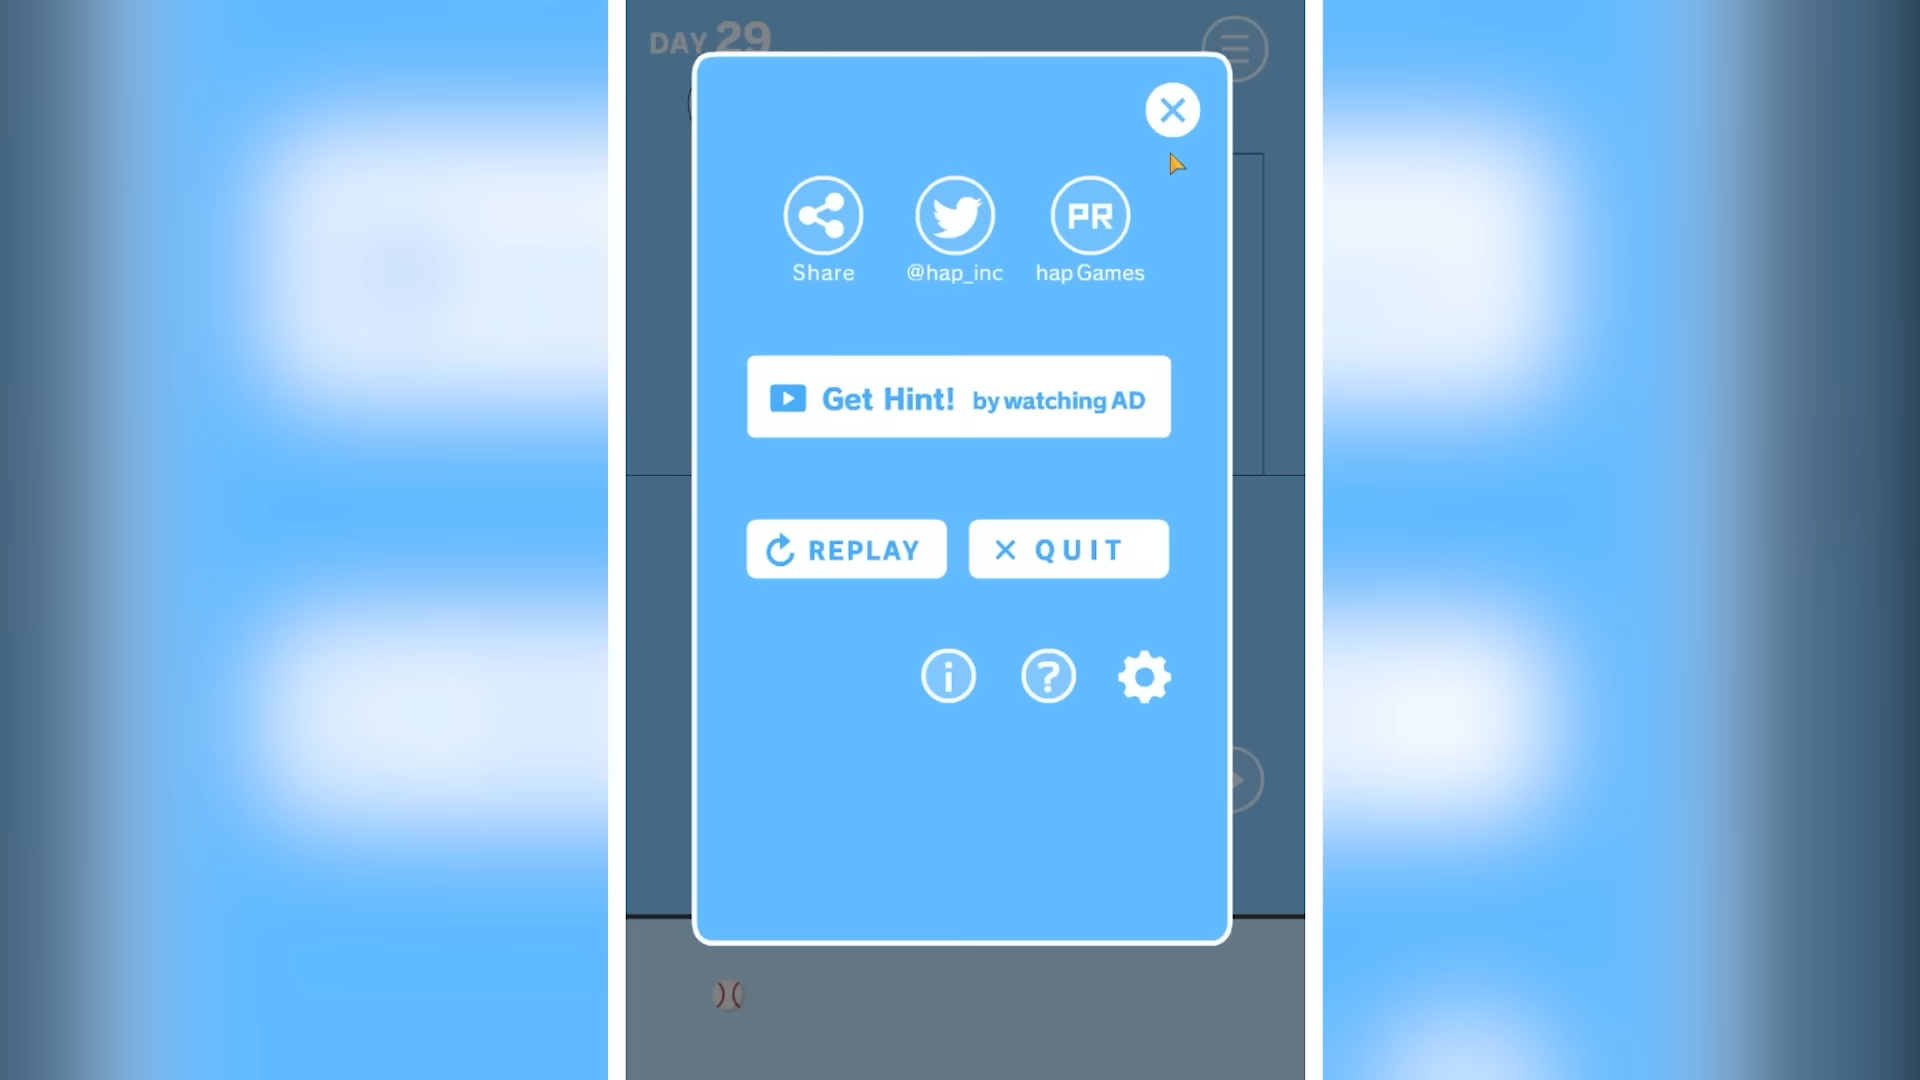 DAY 29
PR
Share
@hap_inc
hap Games
Get Hint! by watching AD
REPLAY
× QUIT
i
?